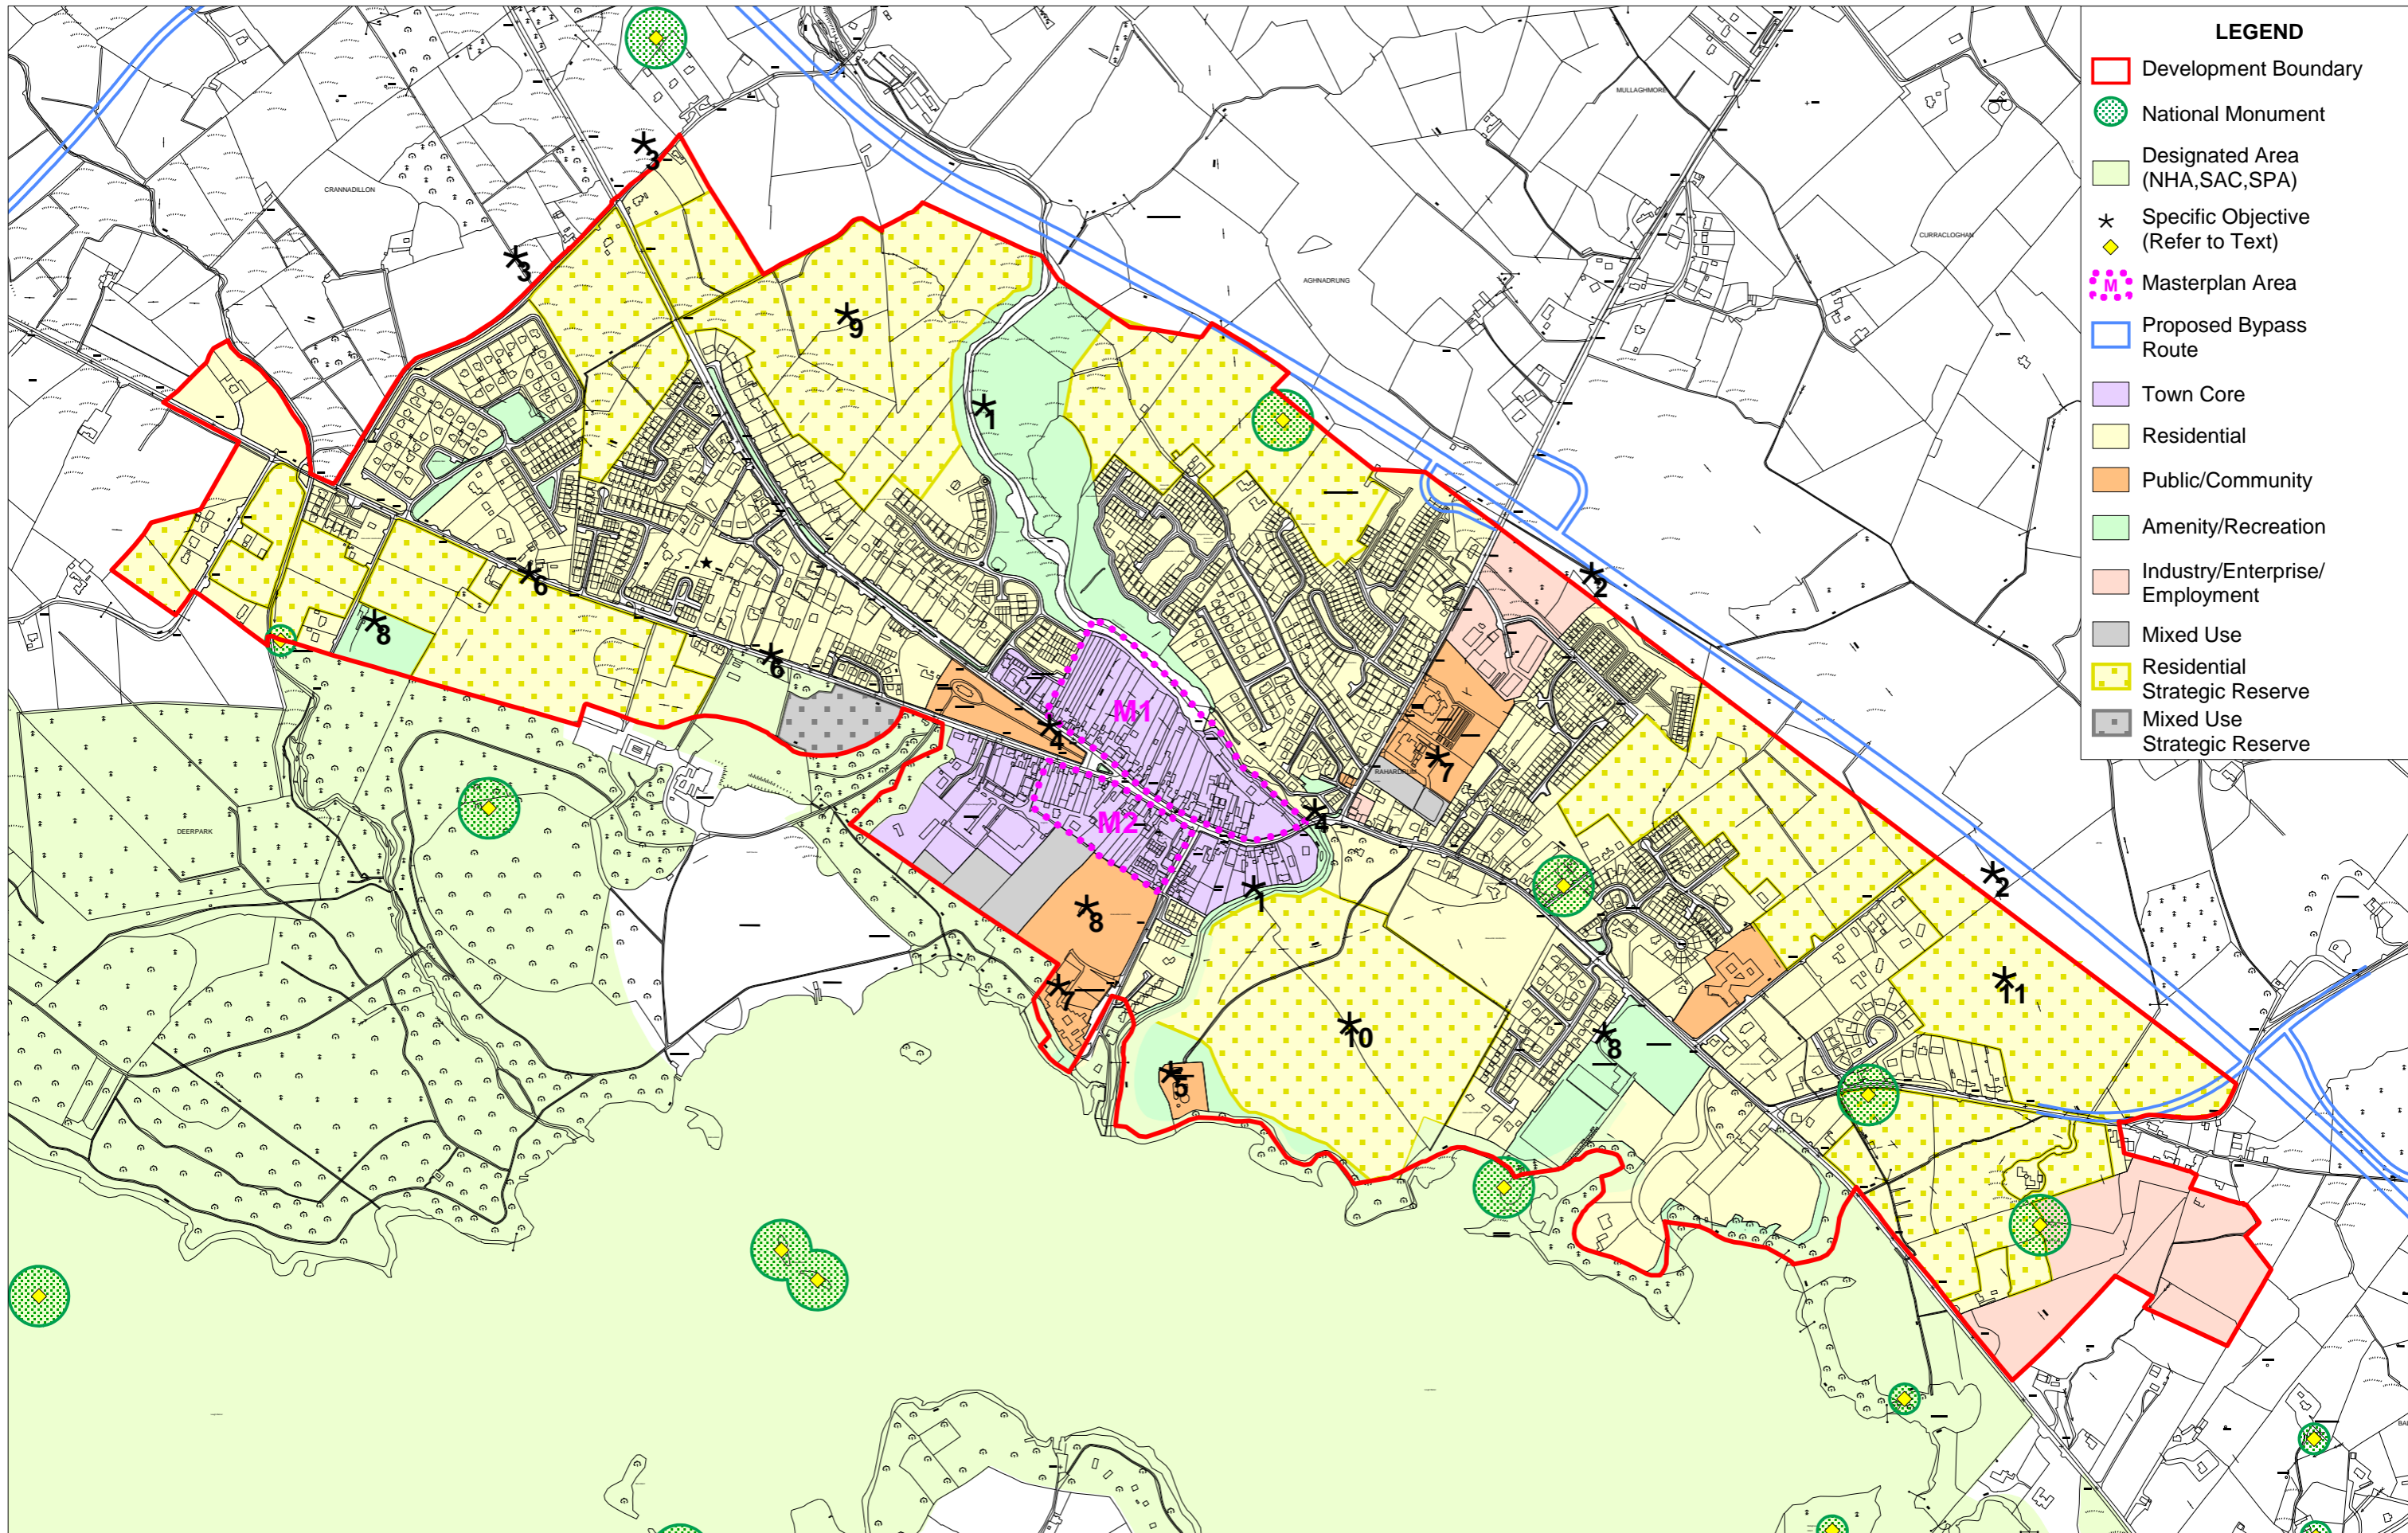 LEGEND
Development Boundary
National Monument
Designated Area
(NHA,SAC,SPA)
Specific Objective
(Refer to Text)
M
Masterplan Area
Proposed Bypass
Route
Town Core
Residential
Public/Community
Amenity/Recreation
Industry/Enterprise/
Employment
Mixed Use
Residential
Strategic Reserve
Mixed Use
Strategic Reserve
MULLAGHMORE
3
CRANNADILLON
CURRACLOGHAN
3
AGHNADRUNG
9
1
6
2
8
6
M1
4
7
RAHARDRUM
4
M2
DEERPARK
1
2
8
7
11
10
8
5